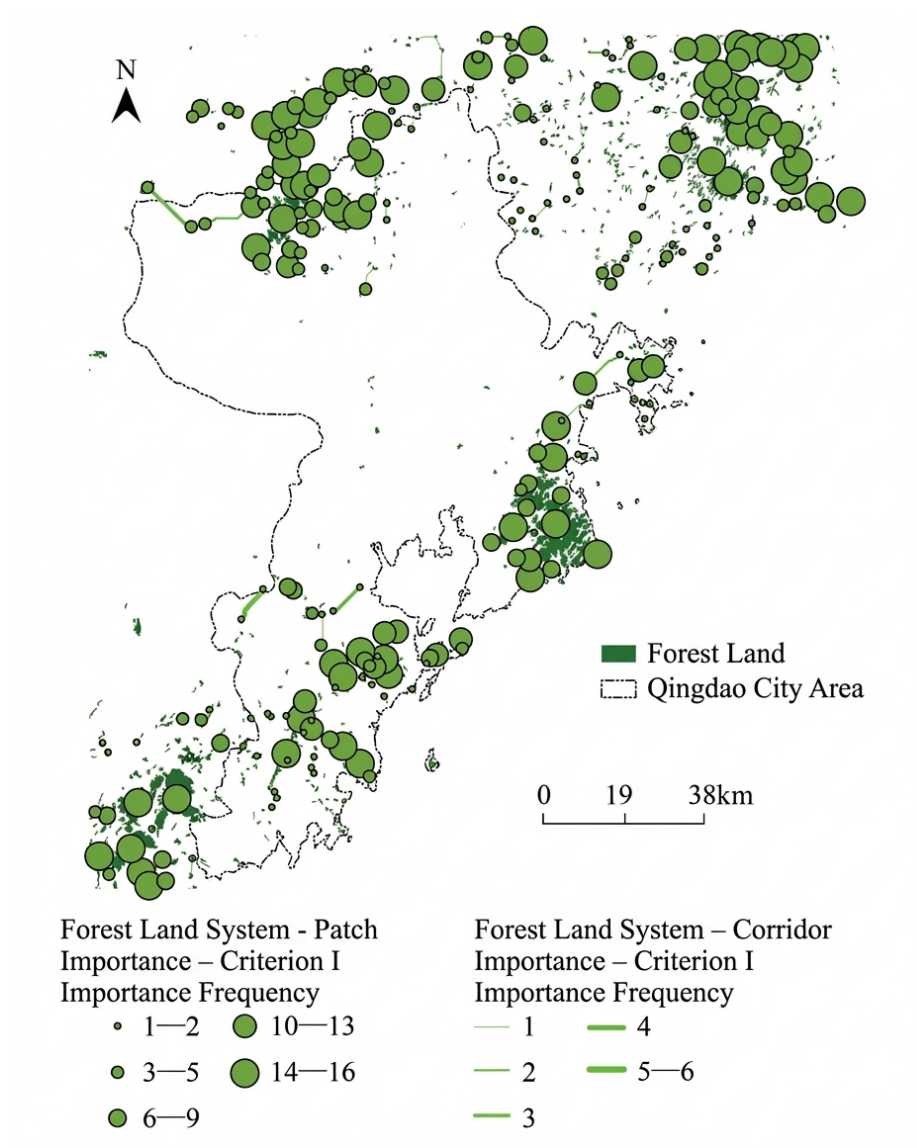 N
Forest Land
Qingdao City Area
0 19 38km
Forest Land System - Patch
Importance – Criterion I
Importance Frequency
1—2
10—13
3—5
14—16
6—9
Forest Land System – Corridor
Importance – Criterion I
Importance Frequency
1
4
2
5—6
3